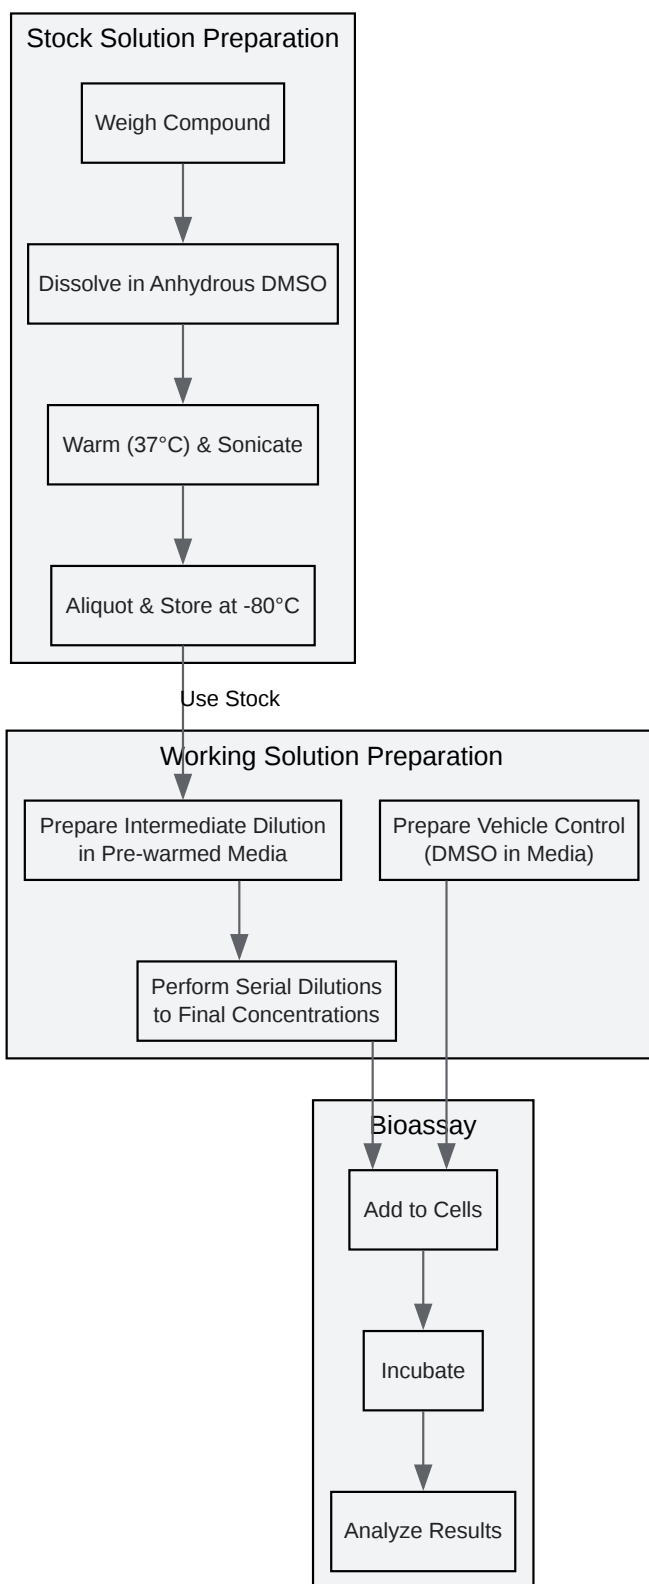 Stock Solution Preparation
Weigh Compound
Dissolve in Anhydrous DMSO
Warm (37°C) & Sonicate
Aliquot & Store at -80°C
Use Stock
Working Solution Preparation
Prepare Intermediate Dilution
in Pre-warmed Media
Prepare Vehicle Control
(DMSO in Media)
Perform Serial Dilutions
to Final Concentrations
Bioassay
Add to Cells
Incubate
Analyze Results